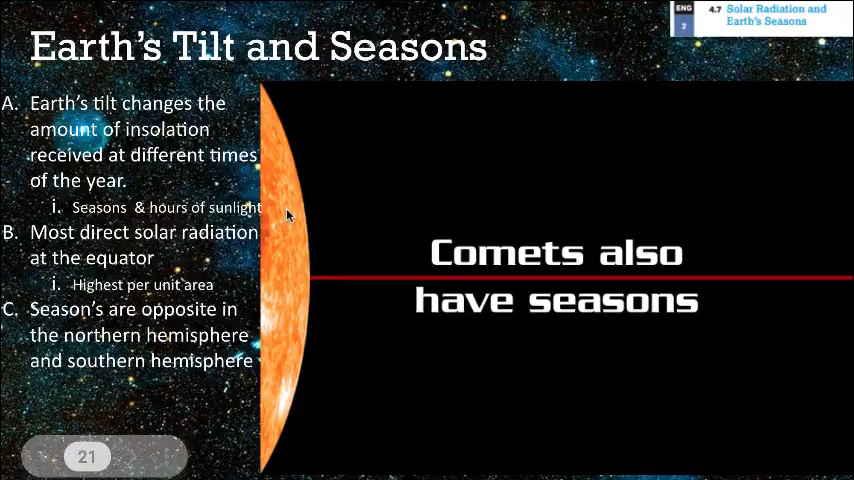 Earth's Tilt and Seasons
ENG
2
4.7 Solar Radiation and
Earth's Seasons
A. Earth's tilt changes the
amount of insolation
received at different times
of the year.
i. Seasons & hours of sunlight
B. Most direct solar radiation
at the equator
i. Highest per unit area
C. Season's are opposite in
the northern hemisphere
and southern hemisphere
Comets also
have seasons
21